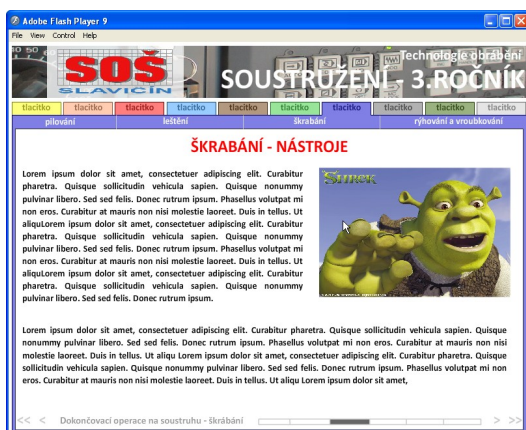 Adobe Flash Player 9
File View Control Help
Technologie obrábění
SOŠ
SLAVIČÍN
SOUSTRUŽENÍ - 3.ROČNÍK
tlacitko tlacitko tlacitko tlacitko tlacitko tlacitko tlacitko tlacitko tlacitko tlacitko
pilování leštění škrabání rýhování a vroubkování
ŠKRABÁNÍ - NÁSTROJE
Lorem ipsum dolor sit amet, consectetuer adipiscing elit. Curabitur
pharetra. Quisque sollicitudin vehicula sapien. Quisque nonummy
pulvinar libero. Sed sed felis. Donec rutrum ipsum. Phasellus volutpat mi
non eros. Curabitur at mauris non nisi molestie laoreet. Duis in tellus. Ut
aliquLorem ipsum dolor sit amet, consectetuer adipiscing elit. Curabitur
pharetra. Quisque sollicitudin vehicula sapien. Quisque nonummy
pulvinar libero. Sed sed felis. Donec rutrum ipsum. Phasellus volutpat mi
non eros. Curabitur at mauris non nisi molestie laoreet. Duis in tellus. Ut
aliquLorem ipsum dolor sit amet, consectetuer adipiscing elit. Curabitur
pharetra. Quisque sollicitudin vehicula sapien. Quisque nonummy
pulvinar libero. Sed sed felis. Donec rutrum ipsum.
SHREK
Lorem ipsum dolor sit amet, consectetuer adipiscing elit. Curabitur pharetra. Quisque sollicitudin vehicula sapien. Quisque
nonummy pulvinar libero. Sed sed felis. Donec rutrum ipsum. Phasellus volutpat mi non eros. Curabitur at mauris non nisi
molestie laoreet. Duis in tellus. Ut aliqu Lorem ipsum dolor sit amet, consectetuer adipiscing elit. Curabitur pharetra. Quisque
sollicitudin vehicula sapien. Quisque nonummy pulvinar libero. Sed sed felis. Donec rutrum ipsum. Phasellus volutpat mi non
eros. Curabitur at mauris non nisi molestie laoreet. Duis in tellus. Ut aliqu Lorem ipsum dolor sit amet,
<< < Dokončovací operace na soustruhu - škrábání > >>